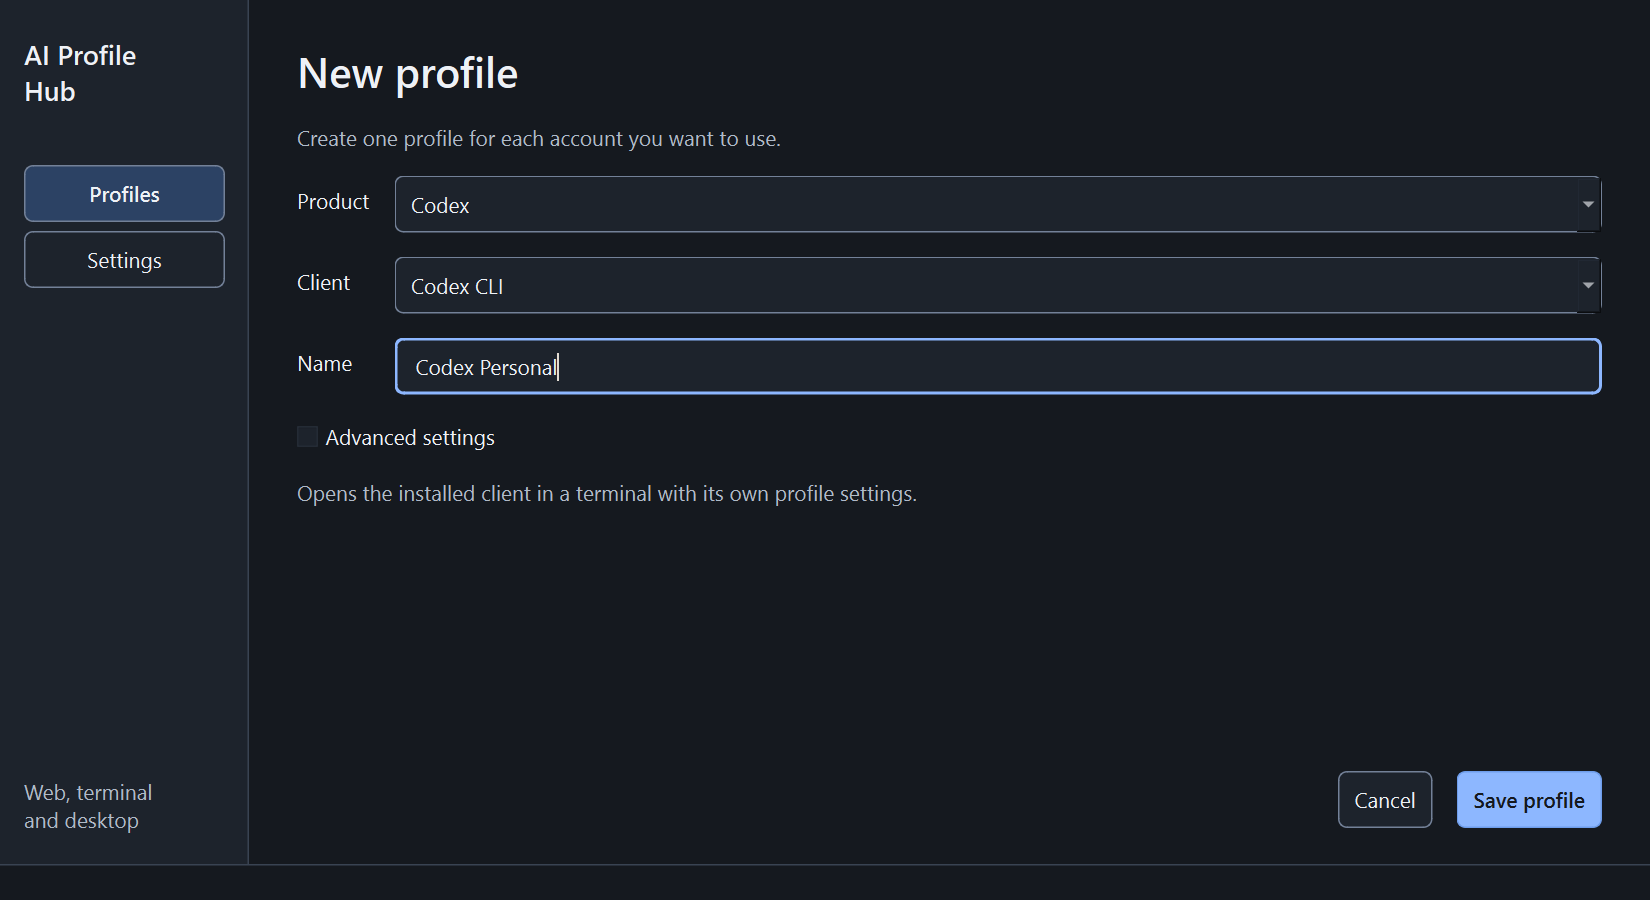 AI Profile
Hub
Profiles
Settings
Web, terminal
and desktop
New profile
Create one profile for each account you want to use.
Product
Codex
Client
Codex CLI
Name
Codex Personal
Advanced settings
Opens the installed client in a terminal with its own profile settings.
Cancel
Save profile